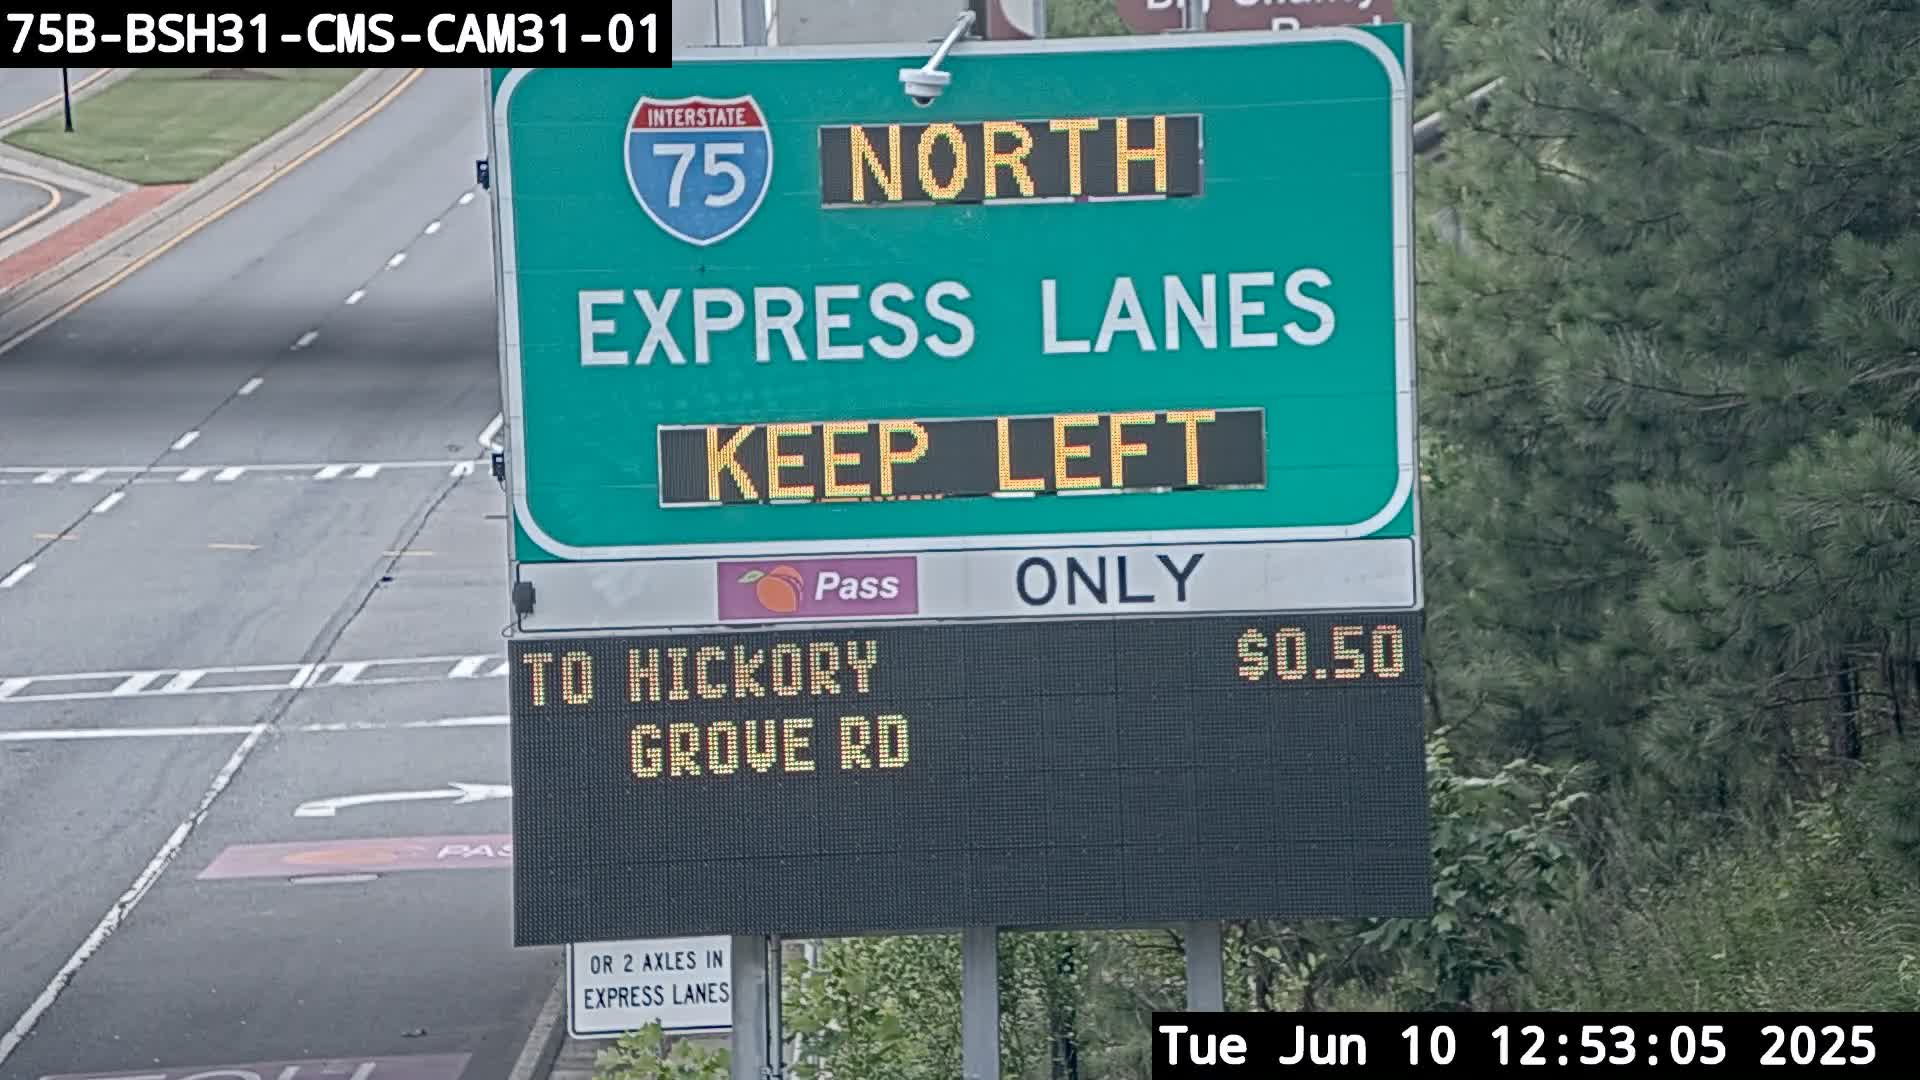 75B-BSH31-CMS-CAM31-01
INTERSTATE
75
NORTH
EXPRESS LANES
KEEP LEFT
Pass ONLY
TO HICKORY $0.50
GROVE RD
OR 2 AXLES IN
EXPRESS LANES
Tue Jun 10 12:53:05 2025